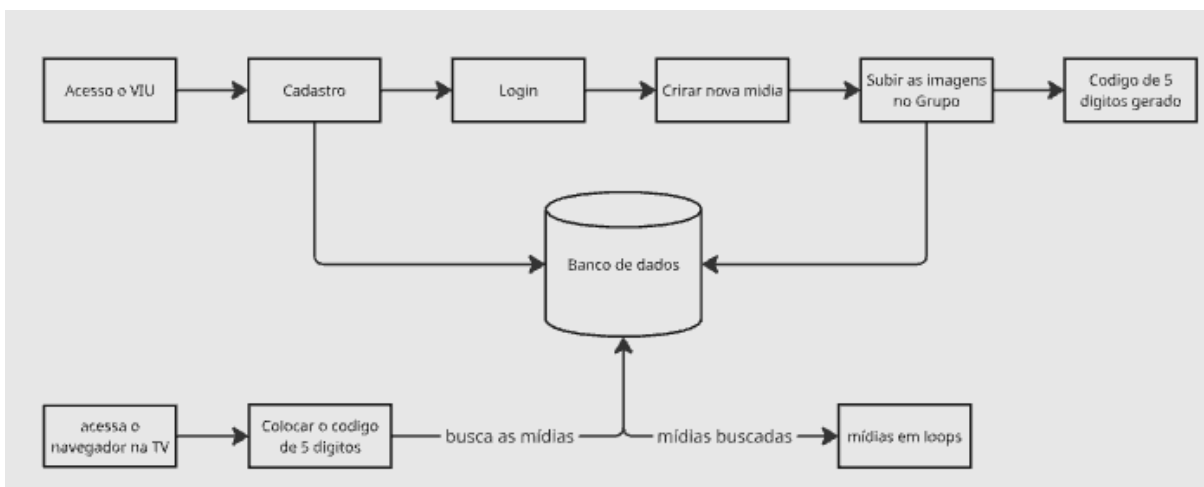 Acesso o VIU
Cadastro
Login
Crirar nova midia
Subir as imagens
no Grupo
Codigo de 5
digitos gerado
Banco de dados
acessa o
navegador na TV
Colocar o codigo
de 5 digitos
busca as mídias
mídias buscadas
mídias em loops